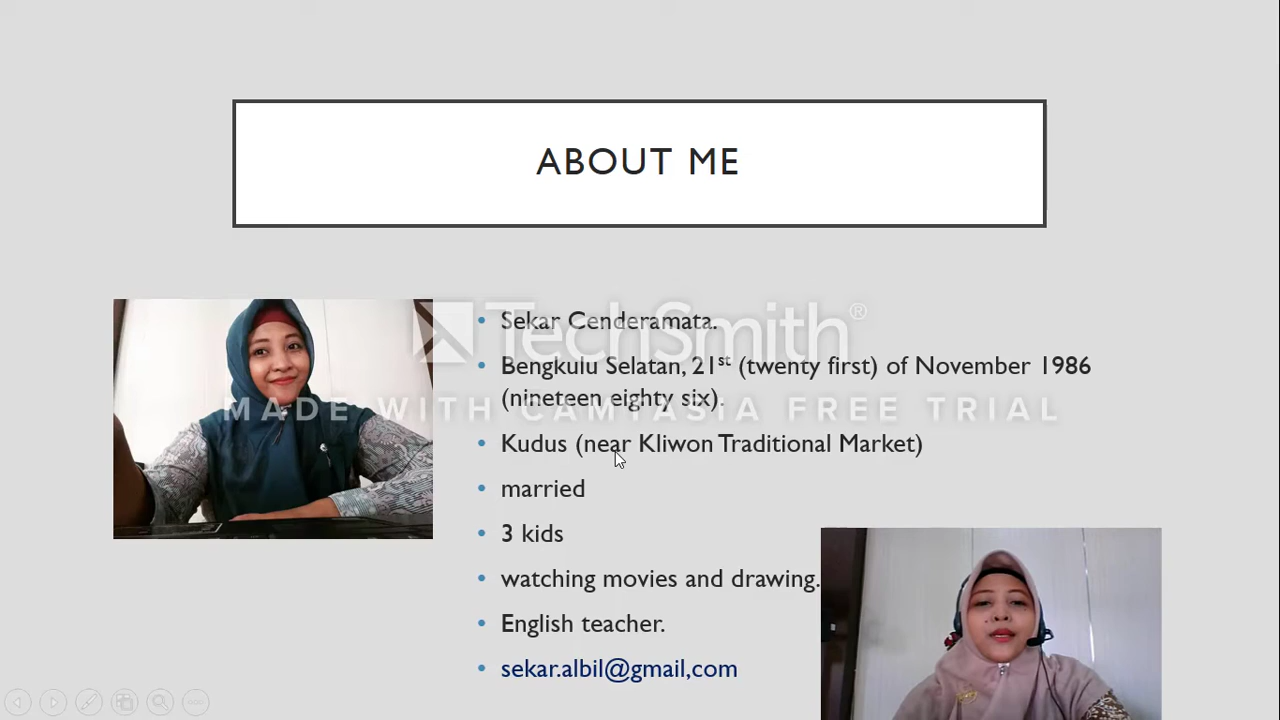 ABOUT ME
TechSmith®
Sekar Cenderamata.
Bengkulu Selatan, 21st (twenty first) of November 1986
(nineteen eighty six).
MADE WITH CAMTASIA FREE TRIAL
Kudus (near Kliwon Traditional Market)
married
3 kids
watching movies and drawing.
English teacher.
sekar.albil@gmail,com